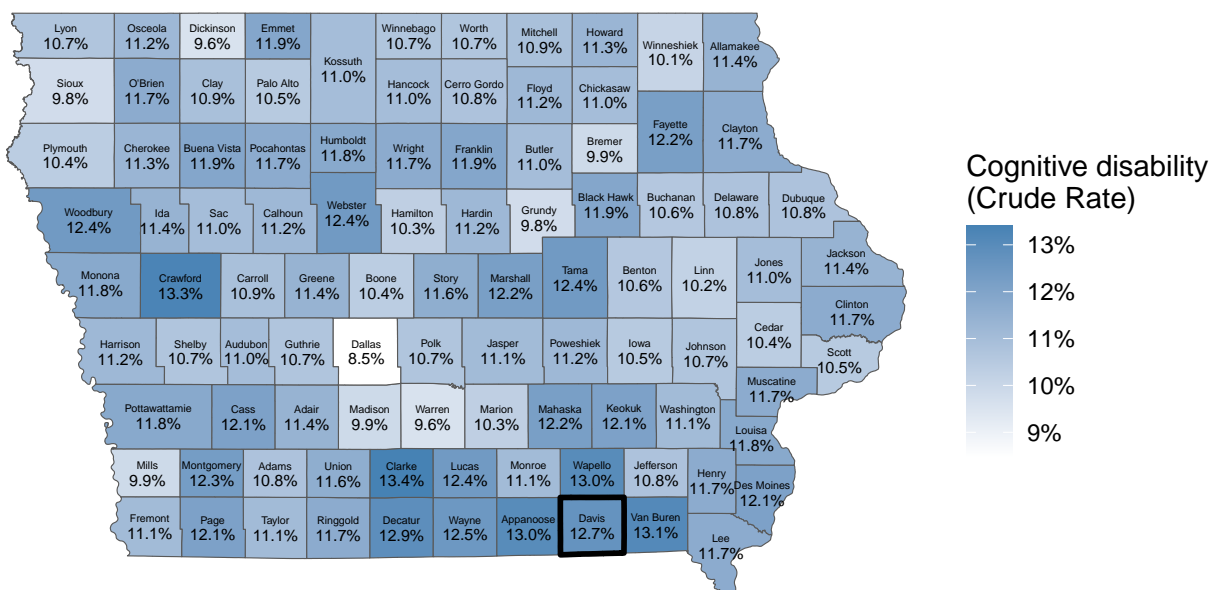 Lyon
10.7%
Osceola
11.2%
Dickinson
9.6%
Emmet
11.9%
Kossuth
11.0%
Winnebago
10.7%
Worth
10.7%
Mitchell
10.9%
Howard
11.3%
Winneshiek
10.1%
Allamakee
11.4%
Sioux
9.8%
O'Brien
11.7%
Clay
10.9%
Palo Alto
10.5%
Hancock
11.0%
Cerro Gordo
10.8%
Floyd
11.2%
Chickasaw
11.0%
Fayette
12.2%
Clayton
11.7%
Plymouth
10.4%
Cherokee
11.3%
Buena Vista
11.9%
Pocahontas
11.7%
Humboldt
11.8%
Wright
11.7%
Franklin
11.9%
Butler
11.0%
Bremer
9.9%
Woodbury
12.4%
Ida
11.4%
Sac
11.0%
Calhoun
11.2%
Webster
12.4%
Hamilton
10.3%
Hardin
11.2%
Grundy
9.8%
Black Hawk
11.9%
Buchanan
10.6%
Delaware
10.8%
Dubuque
10.8%
Monona
11.8%
Crawford
13.3%
Carroll
10.9%
Greene
11.4%
Boone
10.4%
Story
11.6%
Marshall
12.2%
Tama
12.4%
Benton
10.6%
Linn
10.2%
Jones
11.0%
Jackson
11.4%
Clinton
11.7%
Harrison
11.2%
Shelby
10.7%
Audubon
11.0%
Guthrie
10.7%
Dallas
8.5%
Polk
10.7%
Jasper
11.1%
Poweshiek
11.2%
Iowa
10.5%
Johnson
10.7%
Cedar
10.4%
Scott
10.5%
Muscatine
11.7%
Pottawattamie
11.8%
Cass
12.1%
Adair
11.4%
Madison
9.9%
Warren
9.6%
Marion
10.3%
Mahaska
12.2%
Keokuk
12.1%
Washington
11.1%
Louisa
11.8%
Mills
9.9%
Montgomery
12.3%
Adams
10.8%
Union
11.6%
Clarke
13.4%
Lucas
12.4%
Monroe
11.1%
Wapello
13.0%
Jefferson
10.8%
Henry
11.7%
Des Moines
12.1%
Fremont
11.1%
Page
12.1%
Taylor
11.1%
Ringgold
11.7%
Decatur
12.9%
Wayne
12.5%
Appanoose
13.0%
Davis
12.7%
Van Buren
13.1%
Lee
11.7%
Cognitive disability
(Crude Rate)
13%
12%
11%
10%
9%